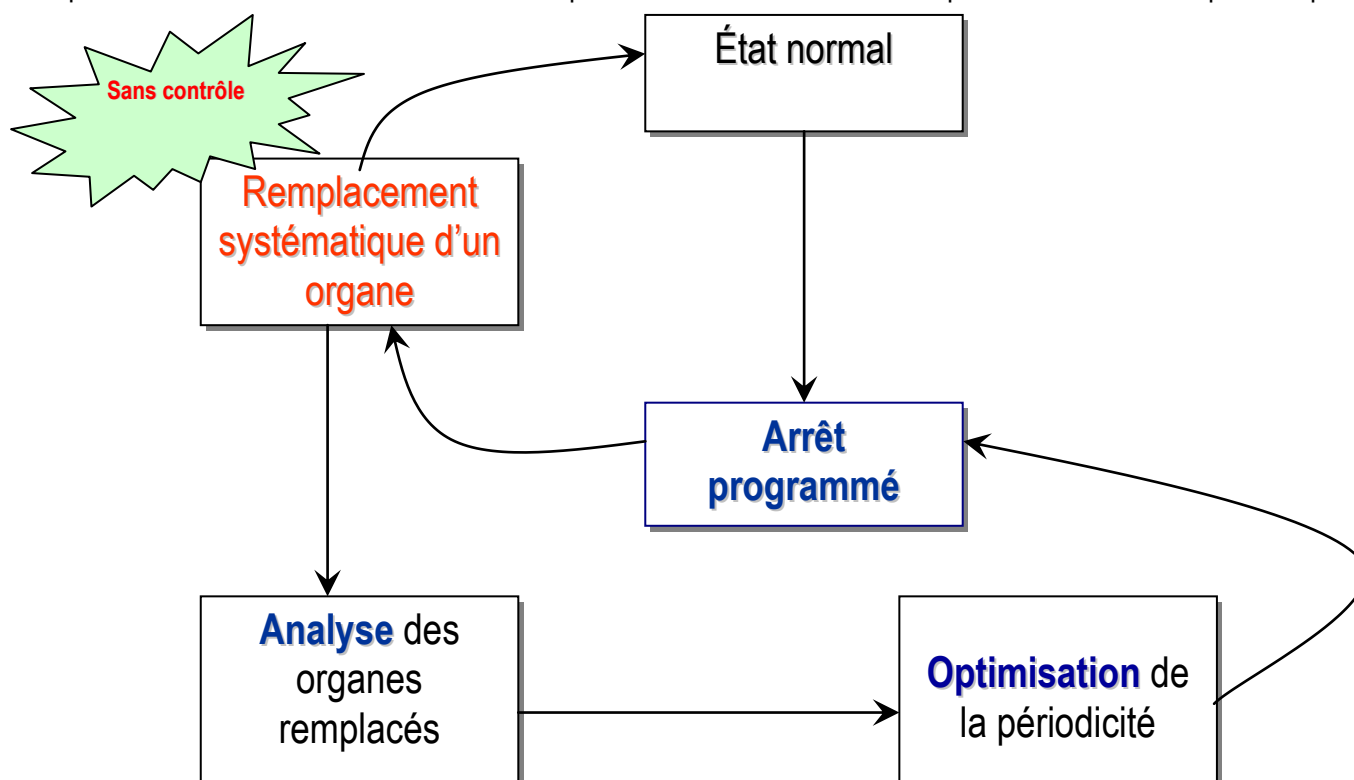 État normal
Sans contrôle
Remplacement
systématique d’un
organe
Arrêt
programmé
Analyse des
organes
remplacés
Optimisation de
la périodicité